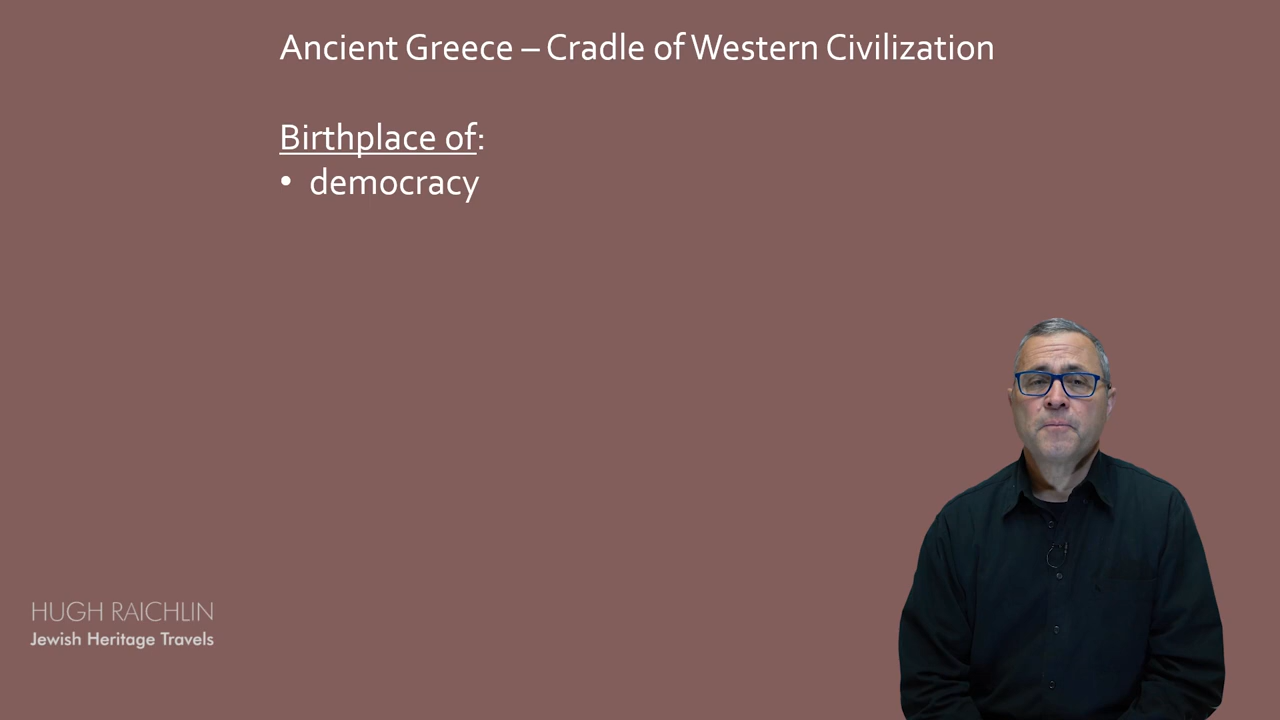 Ancient Greece – Cradle of Western Civilization
Birthplace of:
• democracy
HUGH RAICHLIN
Jewish Heritage Travels